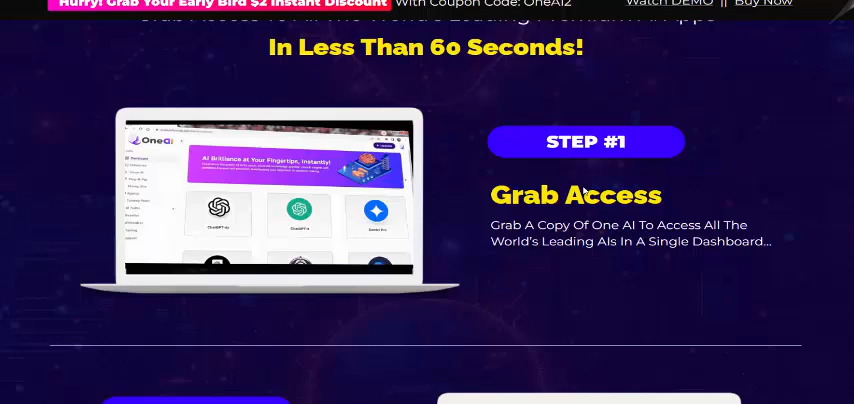 Hurry! Grab Your Early Bird $2 Instant Discount With Coupon Code: OneAI2
Watch DEMO || Buy Now
In Less Than 60 Seconds!
OneAI
AI Brilliance at Your Fingertips, Instantly!
STEP #1
Grab Access
Grab A Copy Of One AI To Access All The
World's Leading AIs In A Single Dashboard...